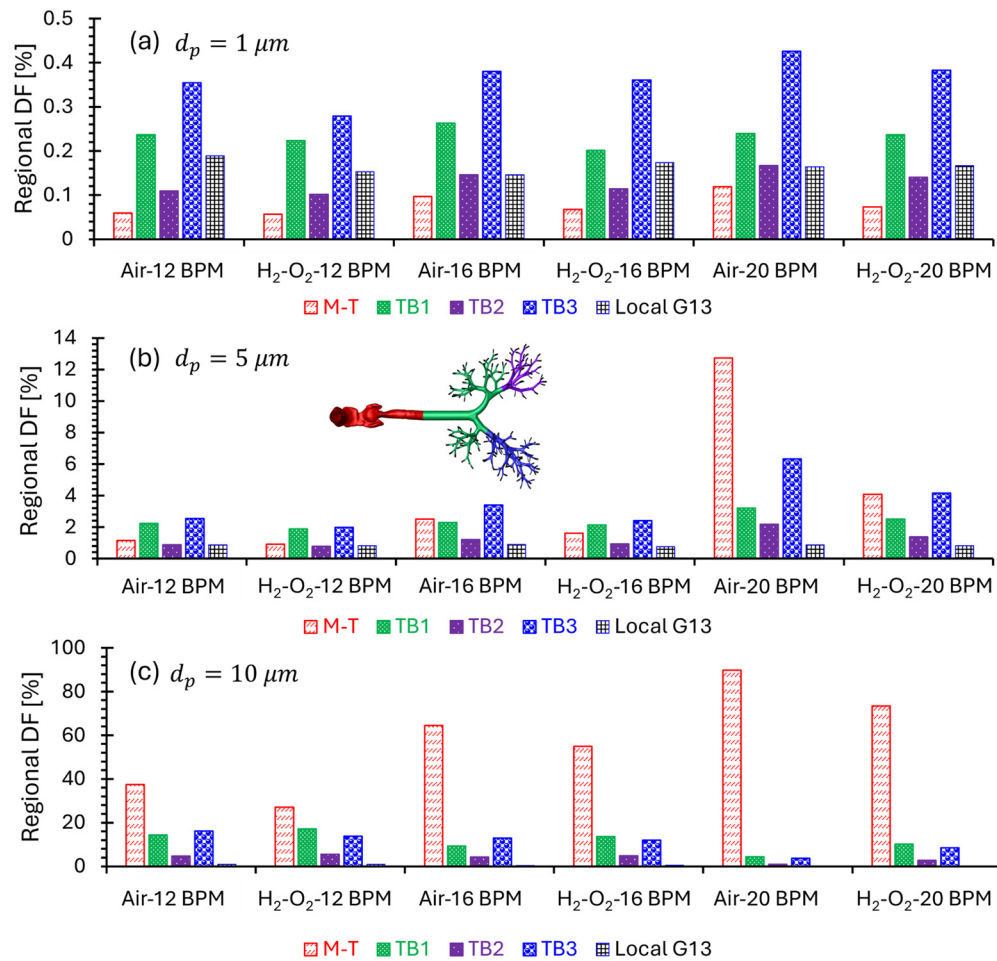 (a) dₚ = 1 μm
Regional DF [%]
0.5
0.4
0.3
0.2
0.1
0
Air-12 BPM H₂-O₂-12 BPM Air-16 BPM H₂-O₂-16 BPM Air-20 BPM H₂-O₂-20 BPM
M-T TB1 TB2 TB3 Local G13
(b) dₚ = 5 μm
Regional DF [%]
14
12
10
8
6
4
2
0
Air-12 BPM H₂-O₂-12 BPM Air-16 BPM H₂-O₂-16 BPM Air-20 BPM H₂-O₂-20 BPM
M-T TB1 TB2 TB3 Local G13
(c) dₚ = 10 μm
Regional DF [%]
100
80
60
40
20
0
Air-12 BPM H₂-O₂-12 BPM Air-16 BPM H₂-O₂-16 BPM Air-20 BPM H₂-O₂-20 BPM
M-T TB1 TB2 TB3 Local G13